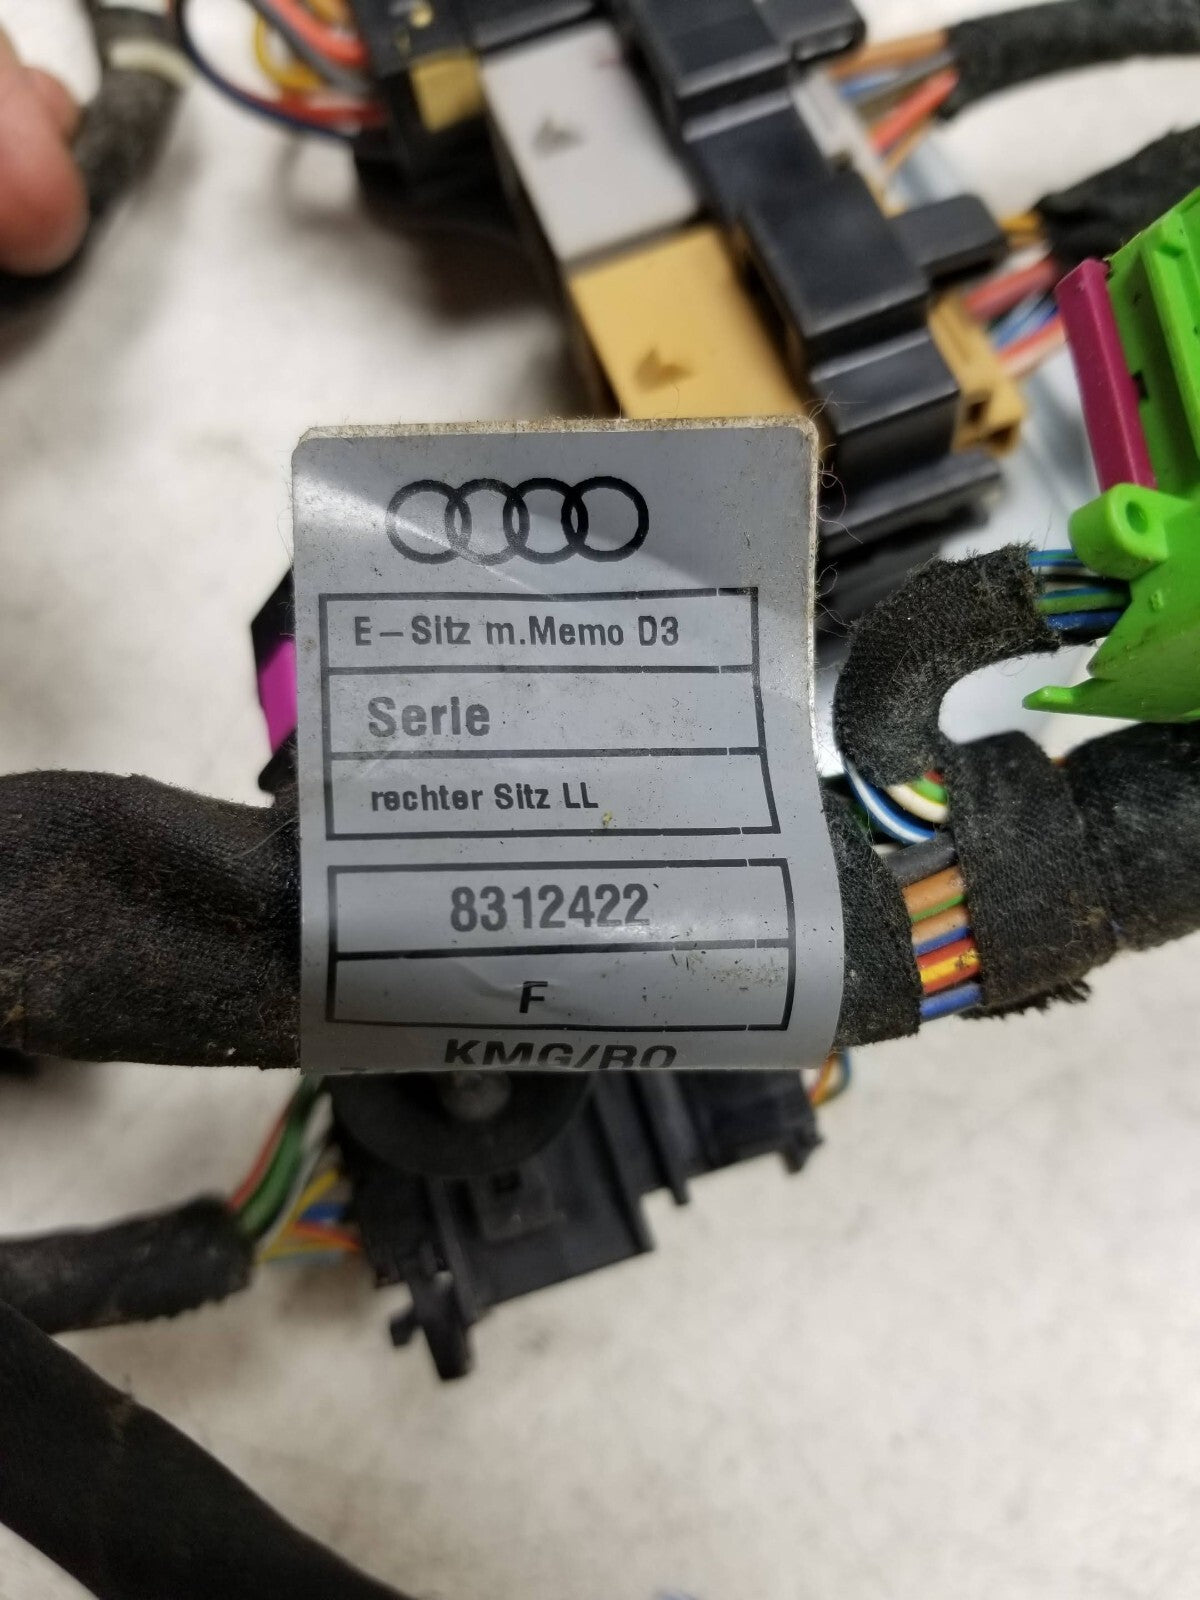 E-Sitz m.Memo D3
Serie
rechter Sitz LL
8312422
F
KMG/RO